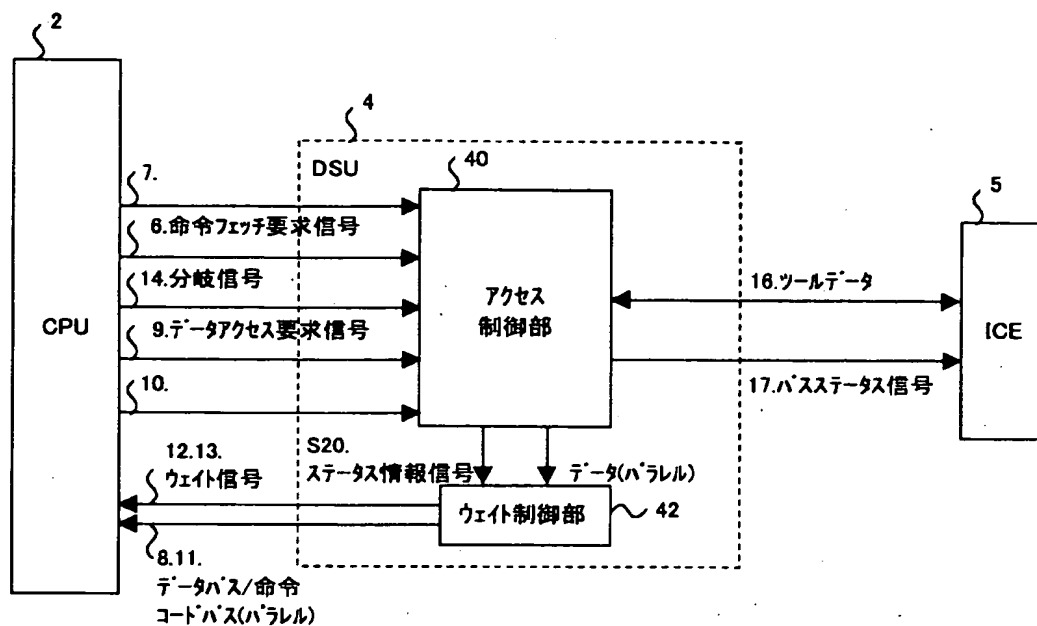 2
4
DSU
40
5
7.
6.命令フェッチ要求信号
14.分岐信号
9.データアクセス要求信号
10.
CPU
アクセス
制御部
16.ツールデータ
ICE
17.バスステータス信号
12.13.
ウェイト信号
S20.
ステータス情報信号
データ(パラレル)
ウェイト制御部
42
8.11.
データバス/命令
コードバス(パラレル)